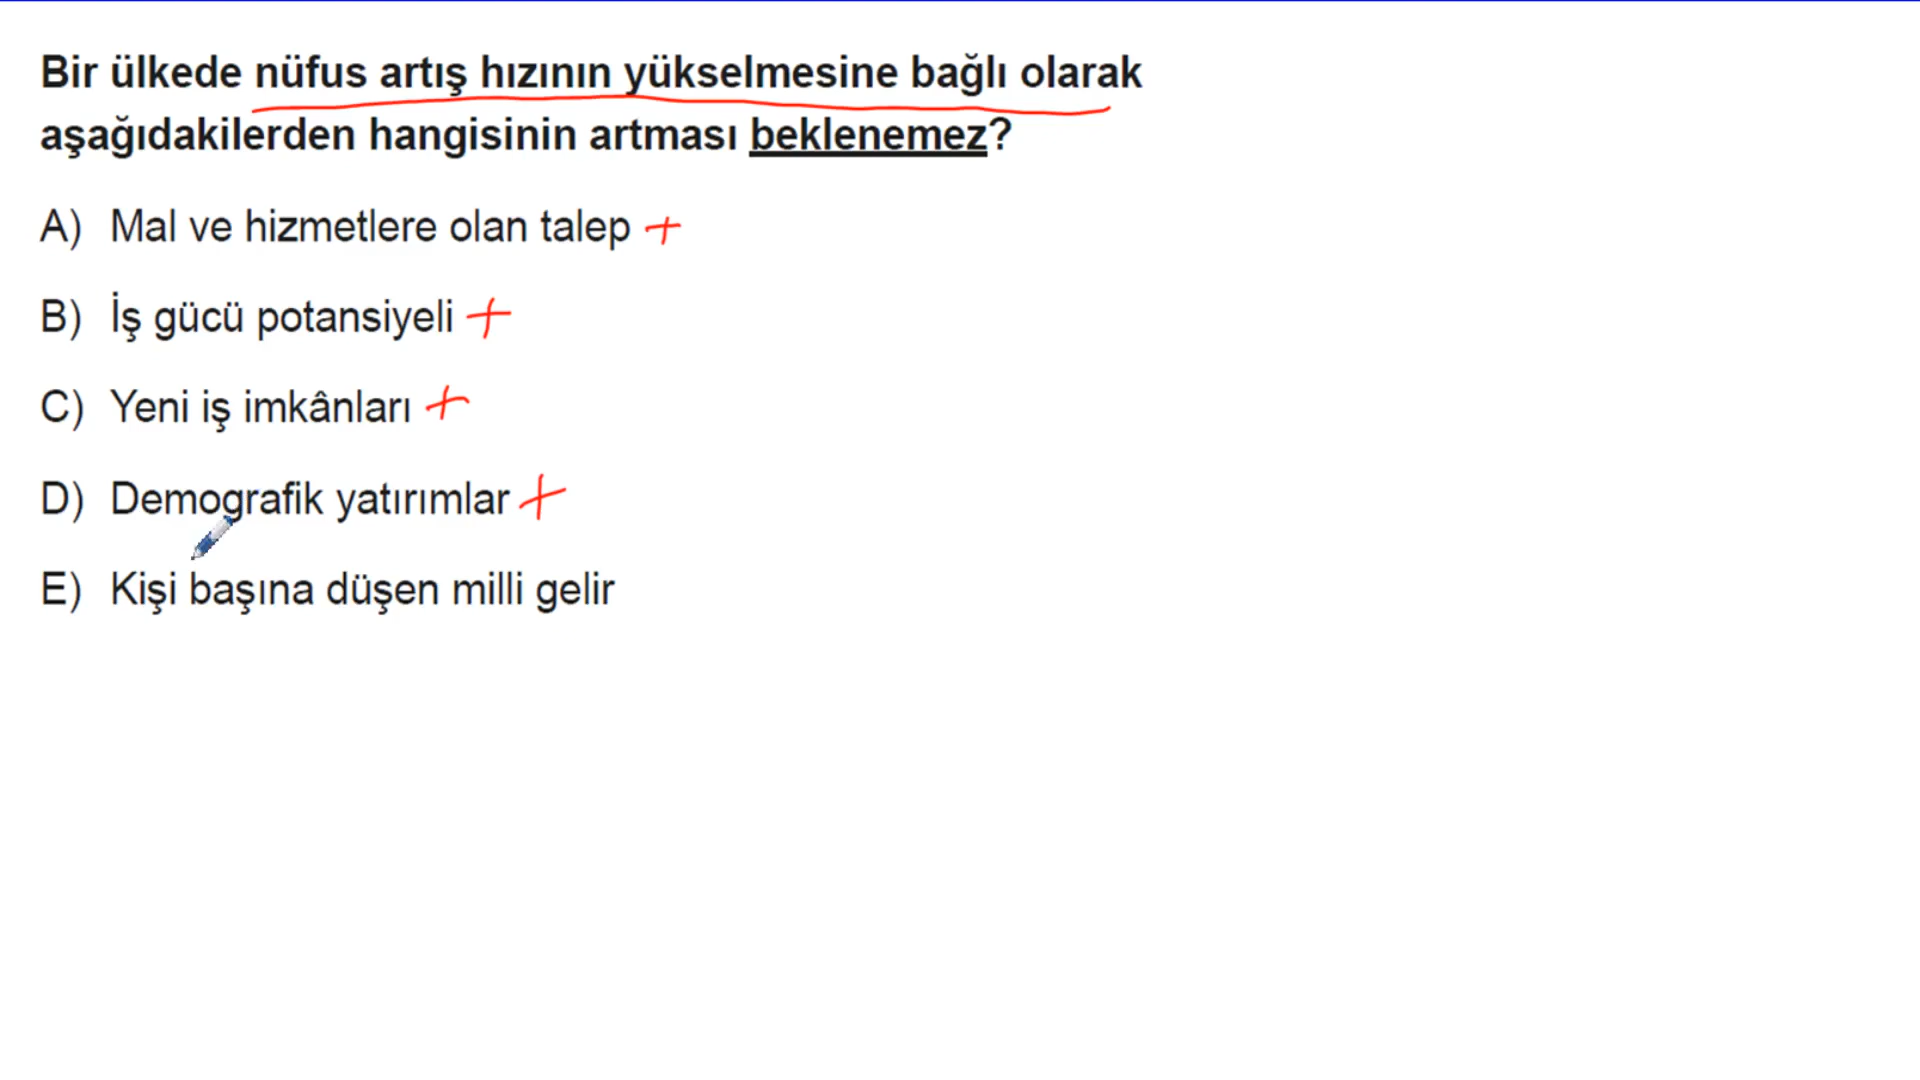 Bir ülkede nüfus artış hızının yükselmesine bağlı olarak
aşağıdakilerden hangisinin artması beklenemez?
A) Mal ve hizmetlere olan talep +
B) İş gücü potansiyeli +
C) Yeni iş imkânları +
D) Demografik yatırımlar +
E) Kişi başına düşen milli gelir